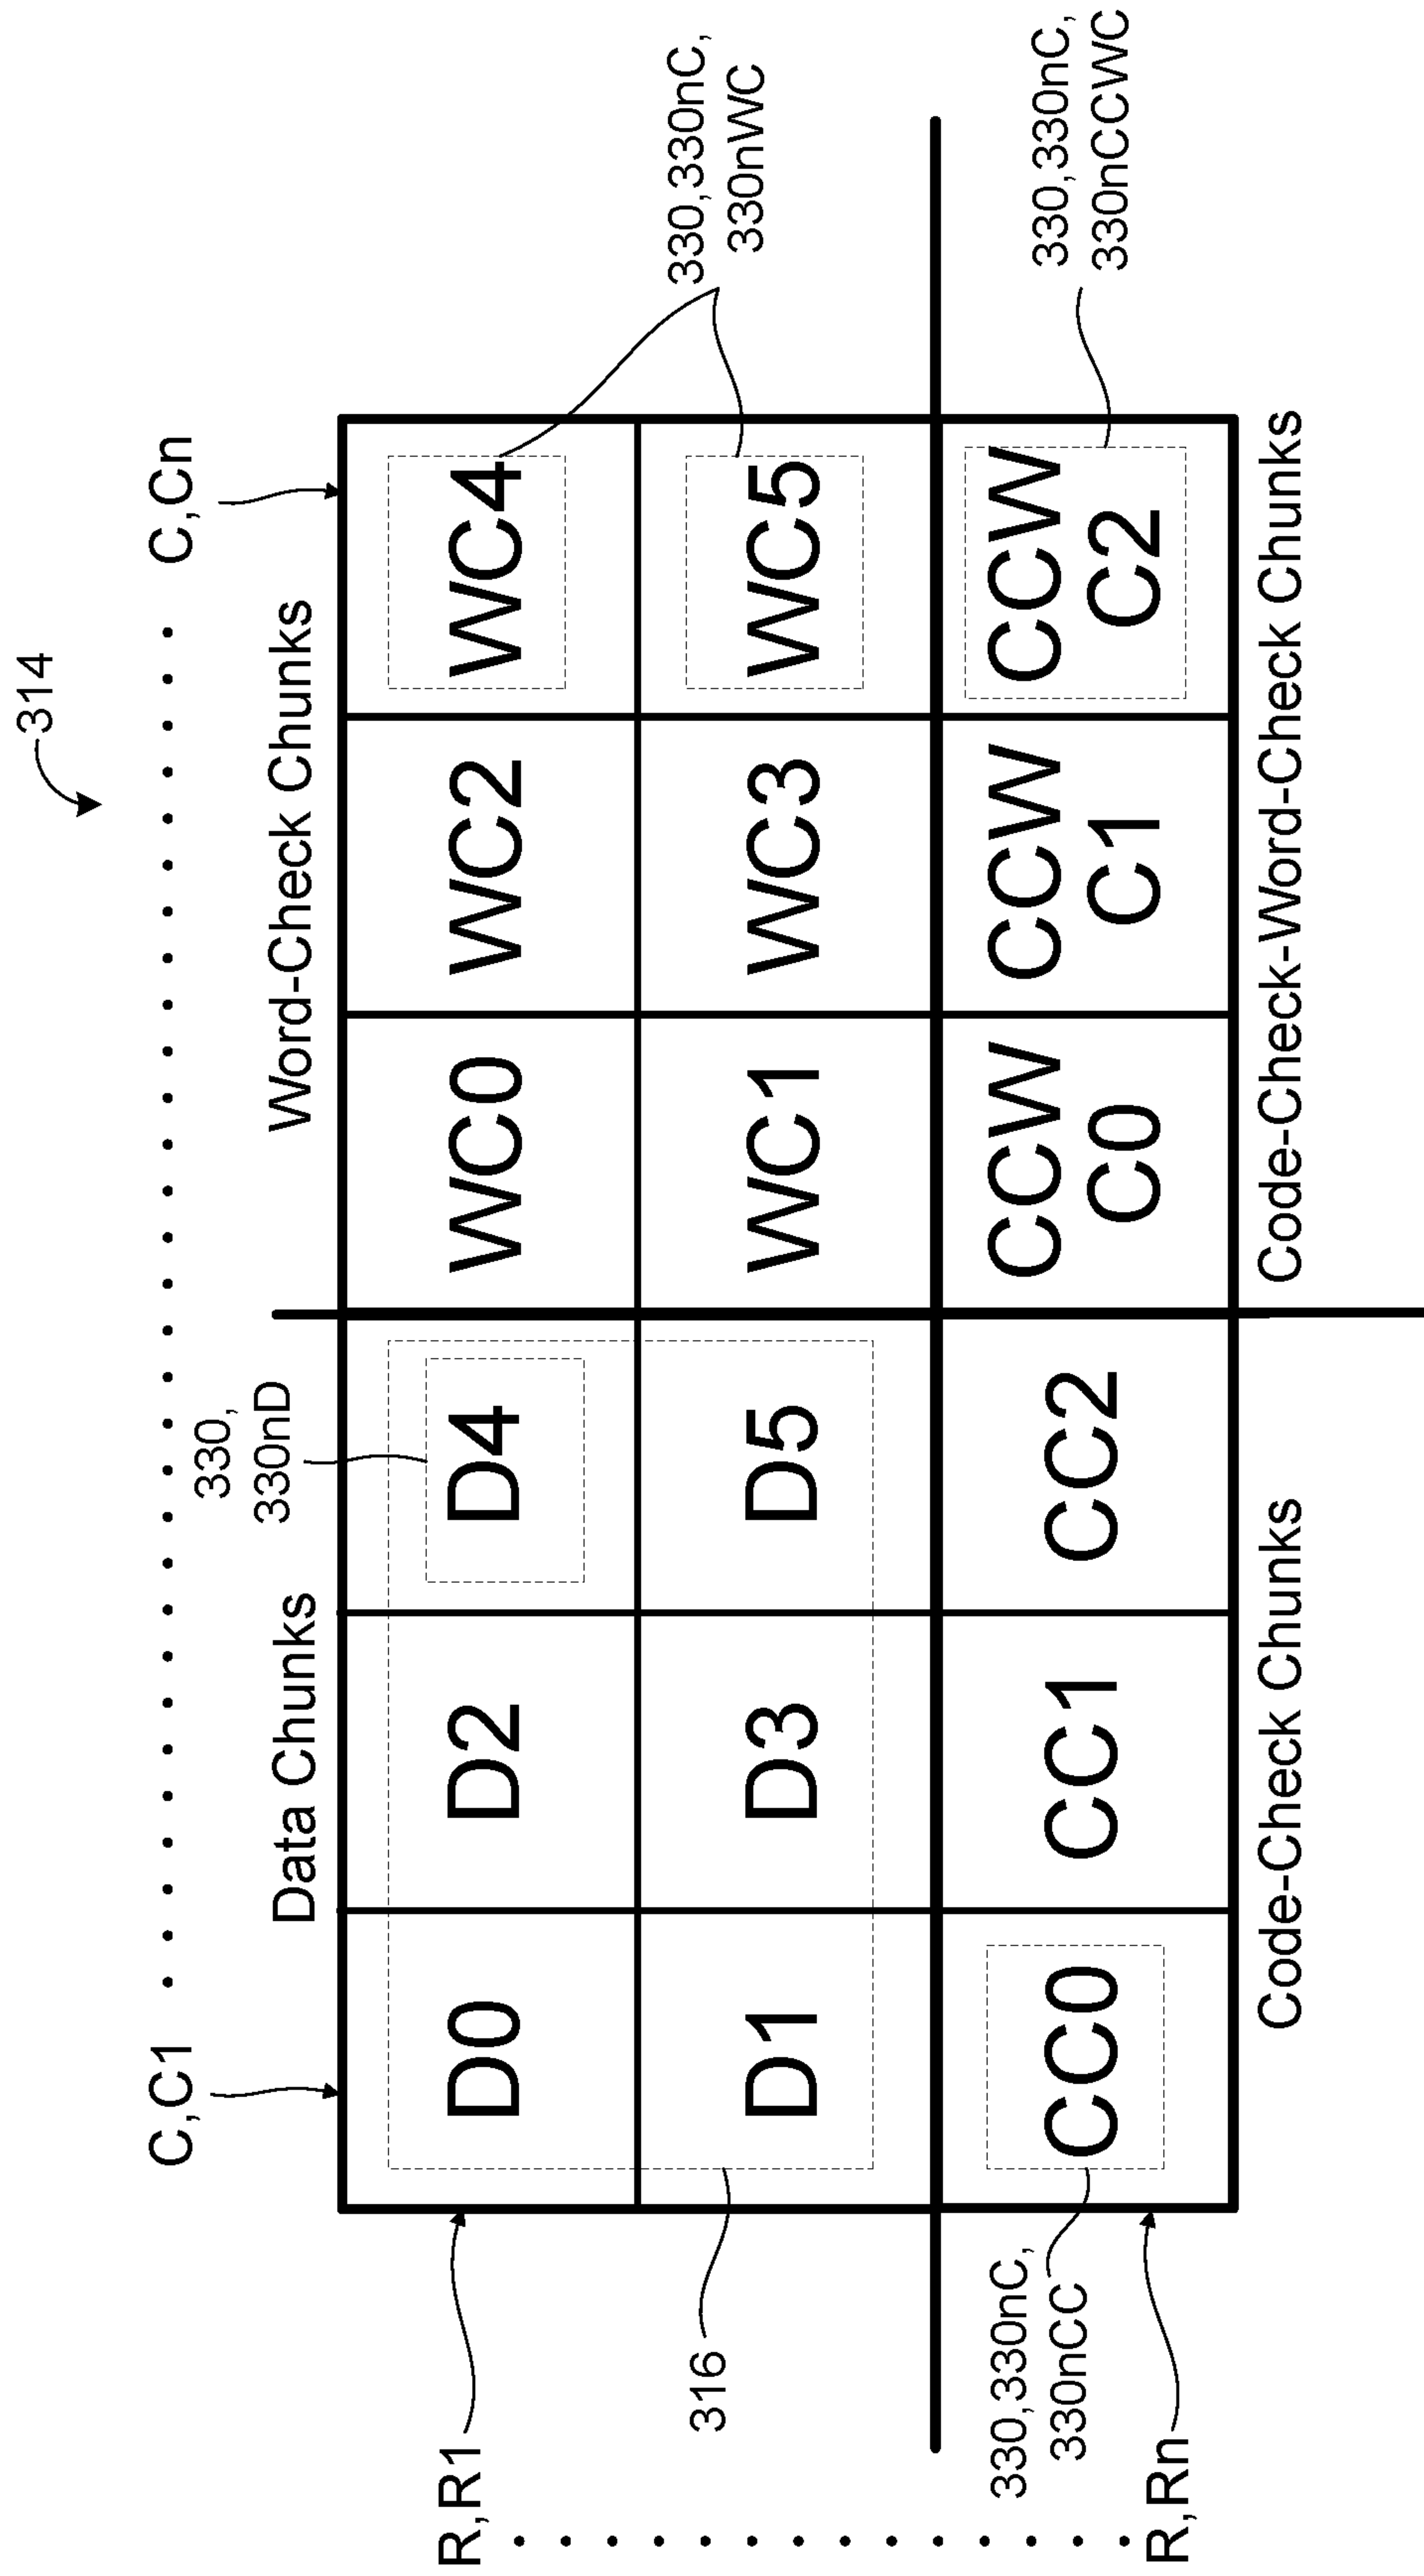 314
C,C1
C,Cn
330,
330nD
Data Chunks
Word-Check Chunks
R,R1
D0
D2
D4
WC0
WC2
WC4
330,330nC,
330nWC
316
D1
D3
D5
WC1
WC3
WC5
330,330nC,
330nCC
R,Rn
CC0
CC1
CC2
CCW
C0
CCW
C1
CCW
C2
330,330nC,
330nCCWC
Code-Check Chunks
Code-Check-Word-Check Chunks